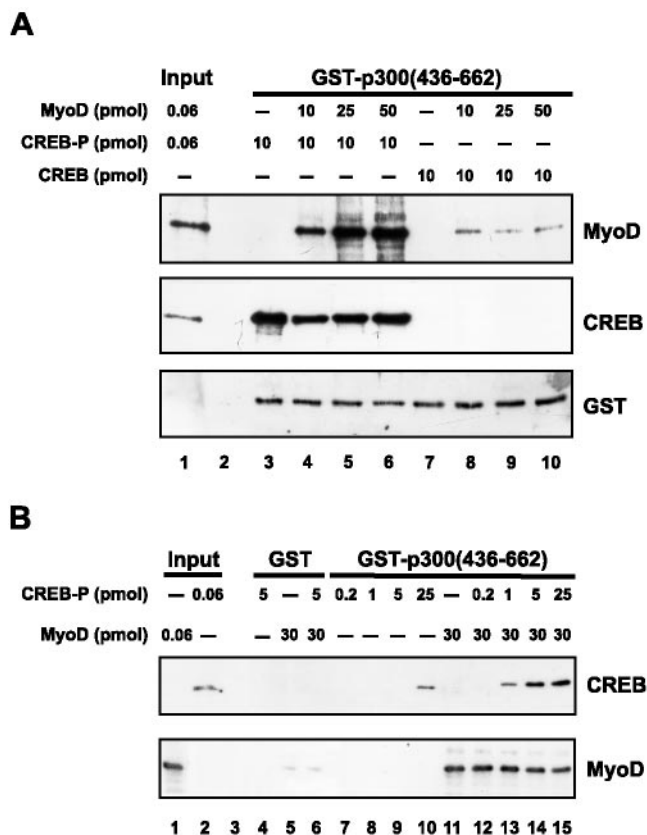 A
Input GST-p300(436-662)
MyoD (pmol) 0.06 — 10 25 50 — 10 25 50
CREB-P (pmol) 0.06 10 10 10 10 — — — —
CREB (pmol) — — — — — 10 10 10 10
MyoD
CREB
GST
1 2 3 4 5 6 7 8 9 10
B
Input GST GST-p300(436-662)
CREB-P (pmol) — 0.06 5 — 5 0.2 1 5 25 — 0.2 1 5 25
MyoD (pmol) 0.06 — — 30 30 — — — — 30 30 30 30 30
CREB
MyoD
1 2 3 4 5 6 7 8 9 10 11 12 13 14 15